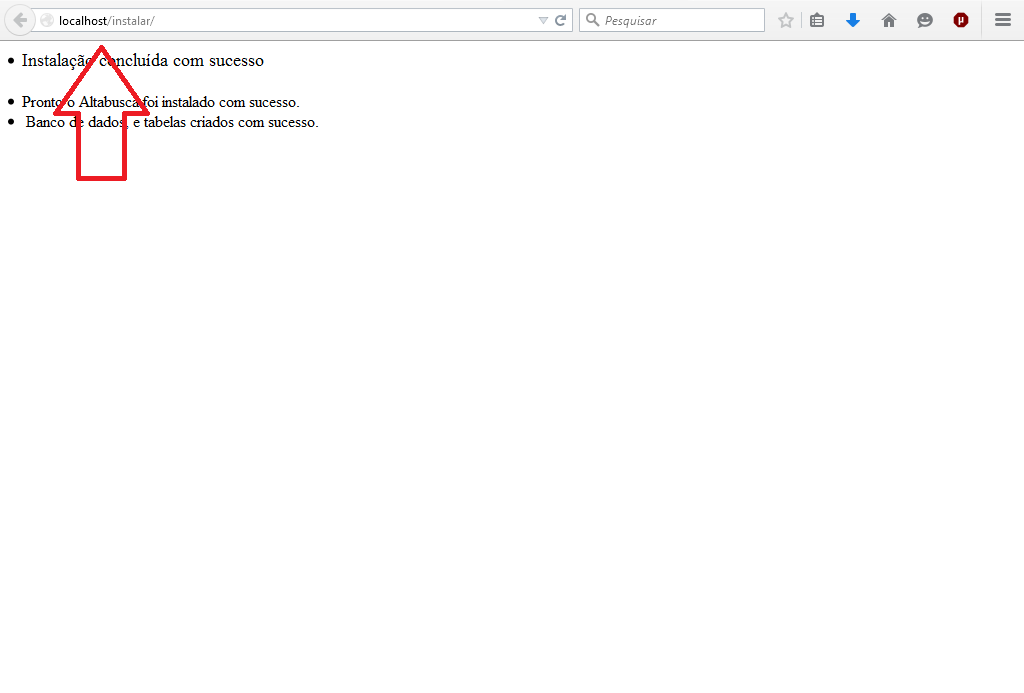 localhost/instalar/
Pesquisar
Instalação concluída com sucesso
Pronto o Altabusca foi instalado com sucesso.
Banco de dados, e tabelas criados com sucesso.